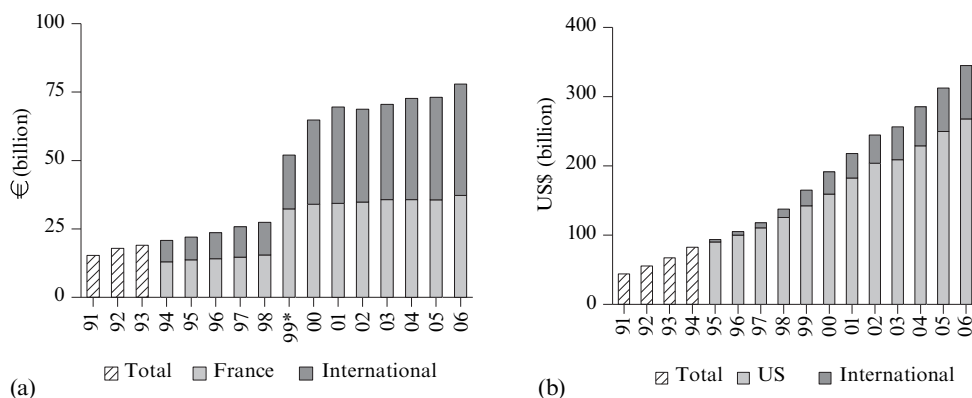 100
75
50
25
0
€ (billion)
91 92 93 94 95 96 97 98 99* 00 01 02 03 04 05 06
Total France International
(a)
400
300
200
100
0
US$ (billion)
91 92 93 94 95 96 97 98 99 00 01 02 03 04 05 06
Total US International
(b)